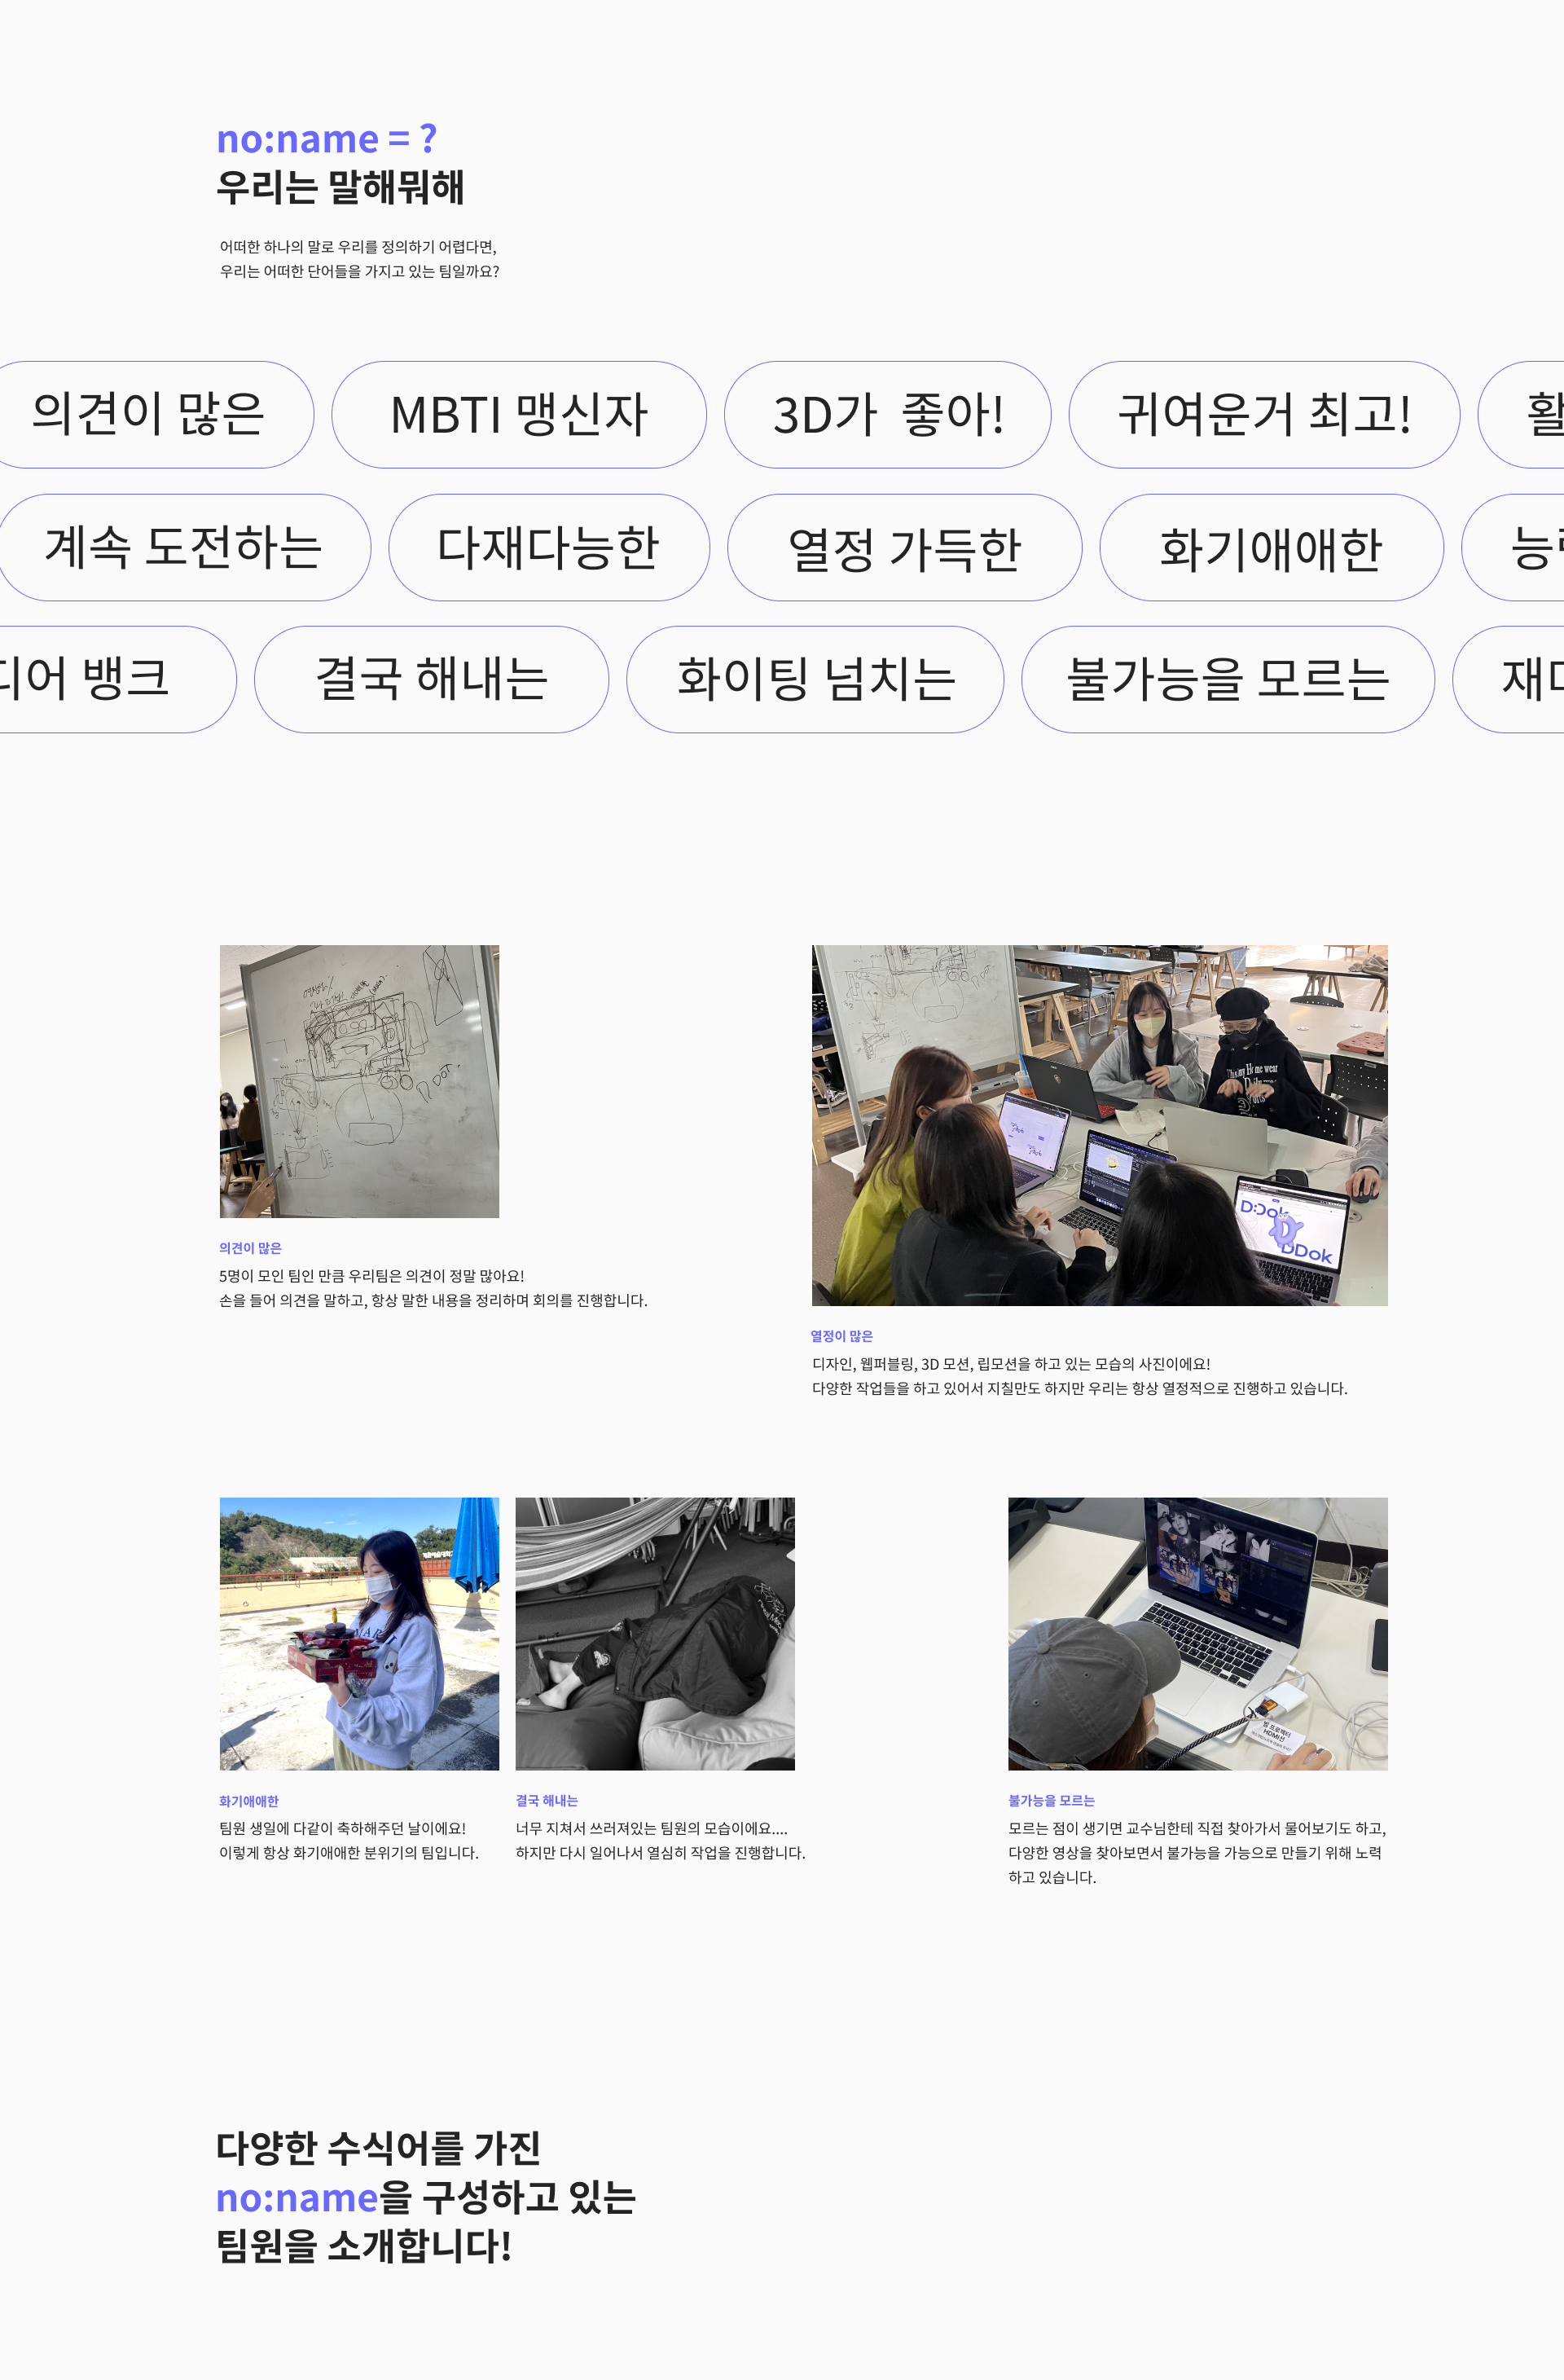 no:name = ?
우리는 말해뭐해
어떠한 하나의 말로 우리를 정의하기 어렵다면,
우리는 어떠한 단어들을 가지고 있는 팀일까요?
의견이 많은
MBTI 맹신자
3D가 좋아!
귀여운거 최고!
활
계속 도전하는
다재다능한
열정 가득한
화기애애한
능
디어 뱅크
결국 해내는
화이팅 넘치는
불가능을 모르는
재미
D:Dok
DDok
의견이 많은
5명이 모인 팀인 만큼 우리팀은 의견이 정말 많아요!
손을 들어 의견을 말하고, 항상 말한 내용을 정리하며 회의를 진행합니다.
열정이 많은
디자인, 웹퍼블링, 3D 모션, 립모션을 하고 있는 모습의 사진이에요!
다양한 작업들을 하고 있어서 지칠만도 하지만 우리는 항상 열정적으로 진행하고 있습니다.
빔 프로젝터
HDMI선
화기애애한
팀원 생일에 다같이 축하해주던 날이에요!
이렇게 항상 화기애애한 분위기의 팀입니다.
결국 해내는
너무 지쳐서 쓰러져있는 팀원의 모습이에요....
하지만 다시 일어나서 열심히 작업을 진행합니다.
불가능을 모르는
모르는 점이 생기면 교수님한테 직접 찾아가서 물어보기도 하고,
다양한 영상을 찾아보면서 불가능을 가능으로 만들기 위해 노력
하고 있습니다.
다양한 수식어를 가진
no:name을 구성하고 있는
팀원을 소개합니다!